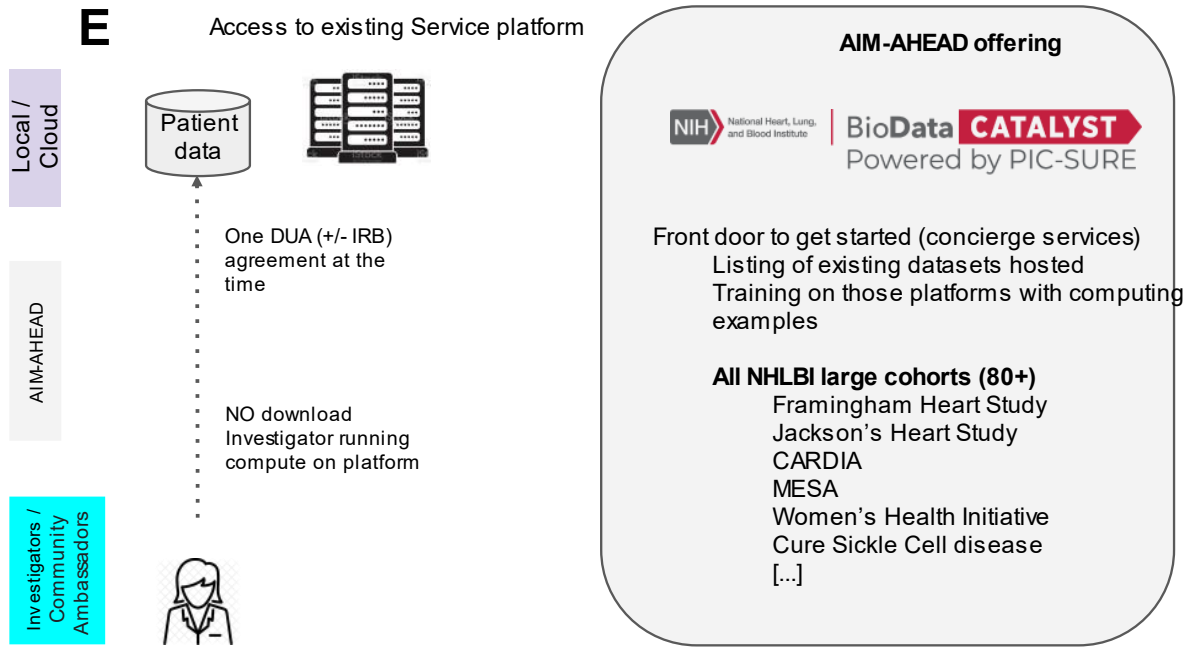 E
Access to existing Service platform
Local /
Cloud
Patient
data
One DUA (+/- IRB)
agreement at the
time
AIM-AHEAD
NO download
Investigator running
compute on platform
Investigators /
Community
Ambassadors
AIM-AHEAD offering
NIH
National Heart, Lung,
and Blood Institute
BioData CATALYST
Powered by PIC-SURE
Front door to get started (concierge services)
Listing of existing datasets hosted
Training on those platforms with computing
examples
All NHLBI large cohorts (80+)
Framingham Heart Study
Jackson’s Heart Study
CARDIA
MESA
Women’s Health Initiative
Cure Sickle Cell disease
[...]